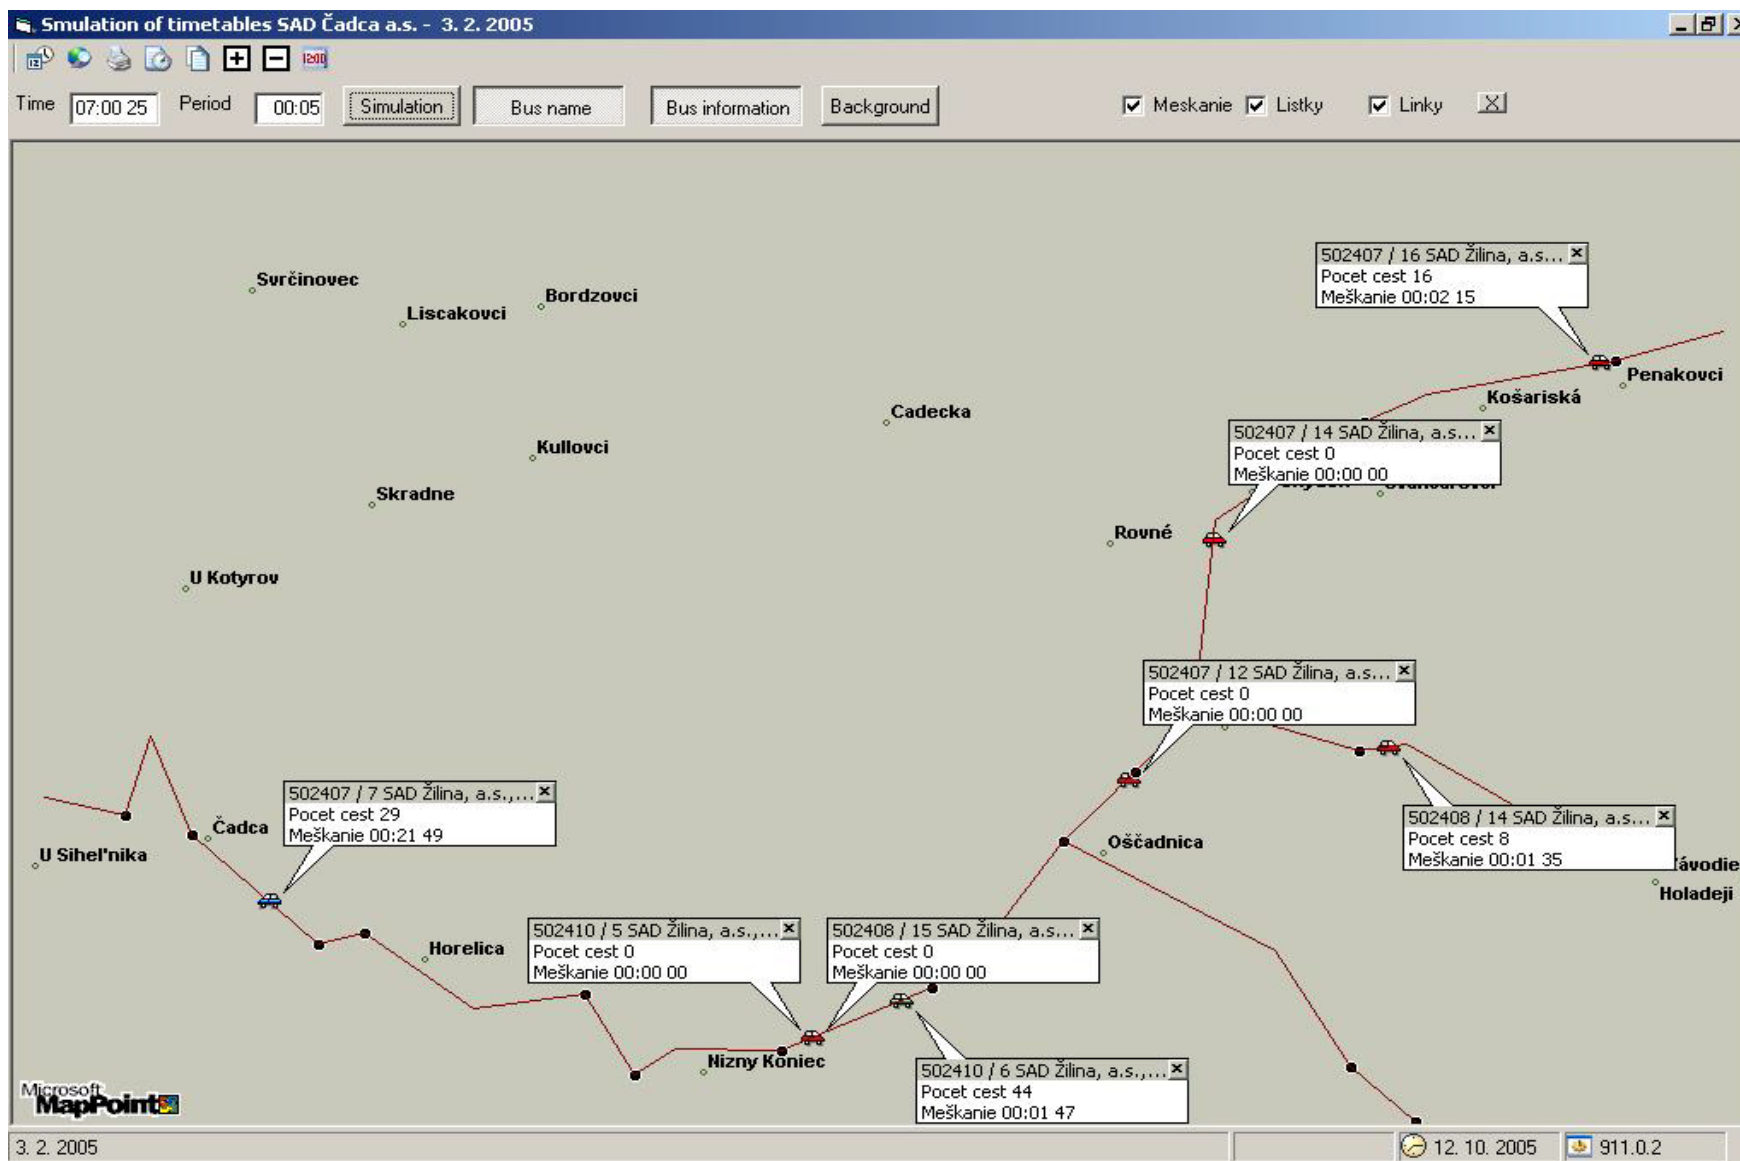 Smulation of timetables SAD Čadca a.s. - 3. 2. 2005
12
12:00
Time 07:00 25 Period 00:05 Simulation Bus name Bus information Background Meskanie Listky Linky X
502407 / 16 SAD Žilina, a.s...
Pocet cest 16
Meškanie 00:02 15
Svrčinovec
Bordzovci
Liscakovci
Penakovci
Košariská
Cadecka
502407 / 14 SAD Žilina, a.s...
Pocet cest 0
Meškanie 00:00 00
Kullovci
Skradne
Rovné
U Kotyrov
502407 / 12 SAD Žilina, a.s...
Pocet cest 0
Meškanie 00:00 00
502407 / 7 SAD Žilina, a.s.,...
Pocet cest 29
Meškanie 00:21 49
Čadca
U Sihel'nika
Oščadnica
502408 / 14 SAD Žilina, a.s...
Pocet cest 8
Meškanie 00:01 35
Holadeji
Horelica
502410 / 5 SAD Žilina, a.s.,...
Pocet cest 0
Meškanie 00:00 00
502408 / 15 SAD Žilina, a.s...
Pocet cest 0
Meškanie 00:00 00
Nizny Koniec
502410 / 6 SAD Žilina, a.s.,...
Pocet cest 44
Meškanie 00:01 47
Microsoft
MapPoint
3. 2. 2005 12. 10. 2005 911.0.2